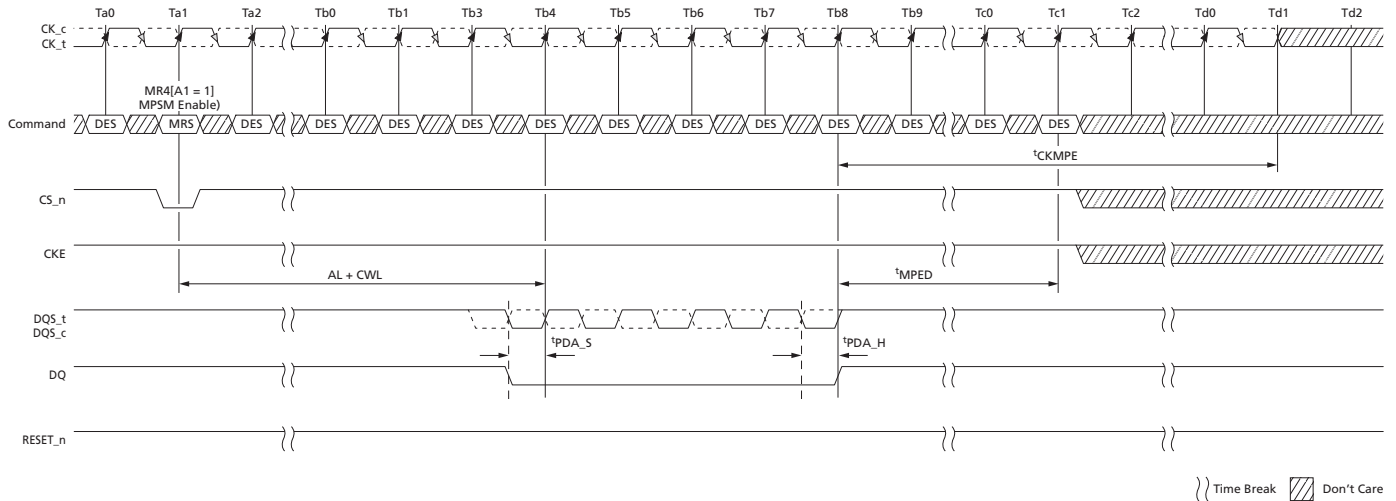 Ta0 Ta1 Ta2 Tb0 Tb1 Tb3 Tb4 Tb5 Tb6 Tb7 Tb8 Tb9 Tc0 Tc1 Tc2 Td0 Td1 Td2
CK_c
CK_t
MR4[A1 = 1]
MPSM Enable)
Command DES MRS DES DES DES DES DES DES DES DES DES DES DES DES
tCKMPE
CS_n
CKE
AL + CWL tMPED
DQS_t
DQS_c
tPDA_S tPDA_H
DQ
RESET_n
Time Break Don't Care